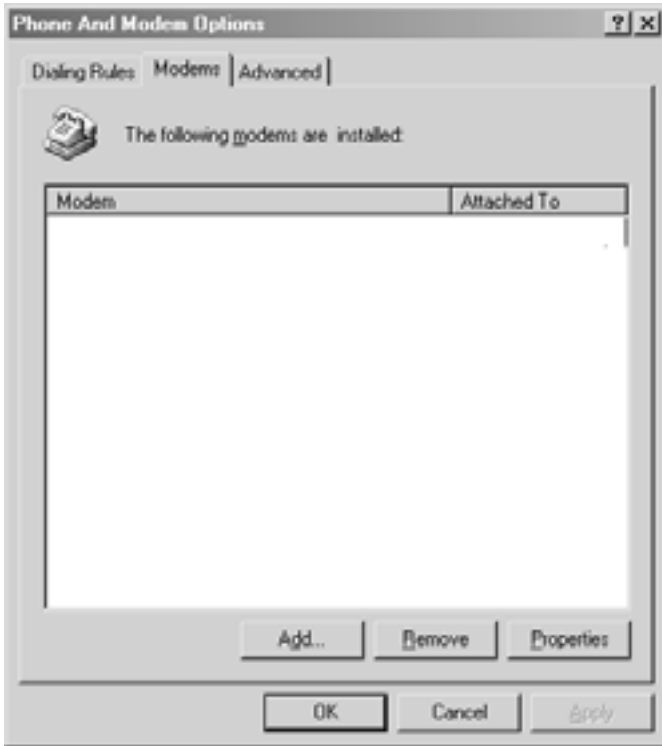 Phone And Modem Options
Dialing Rules Modems Advanced
The following modems are installed:
Modem Attached To
Add... Remove Properties
OK Cancel Apply